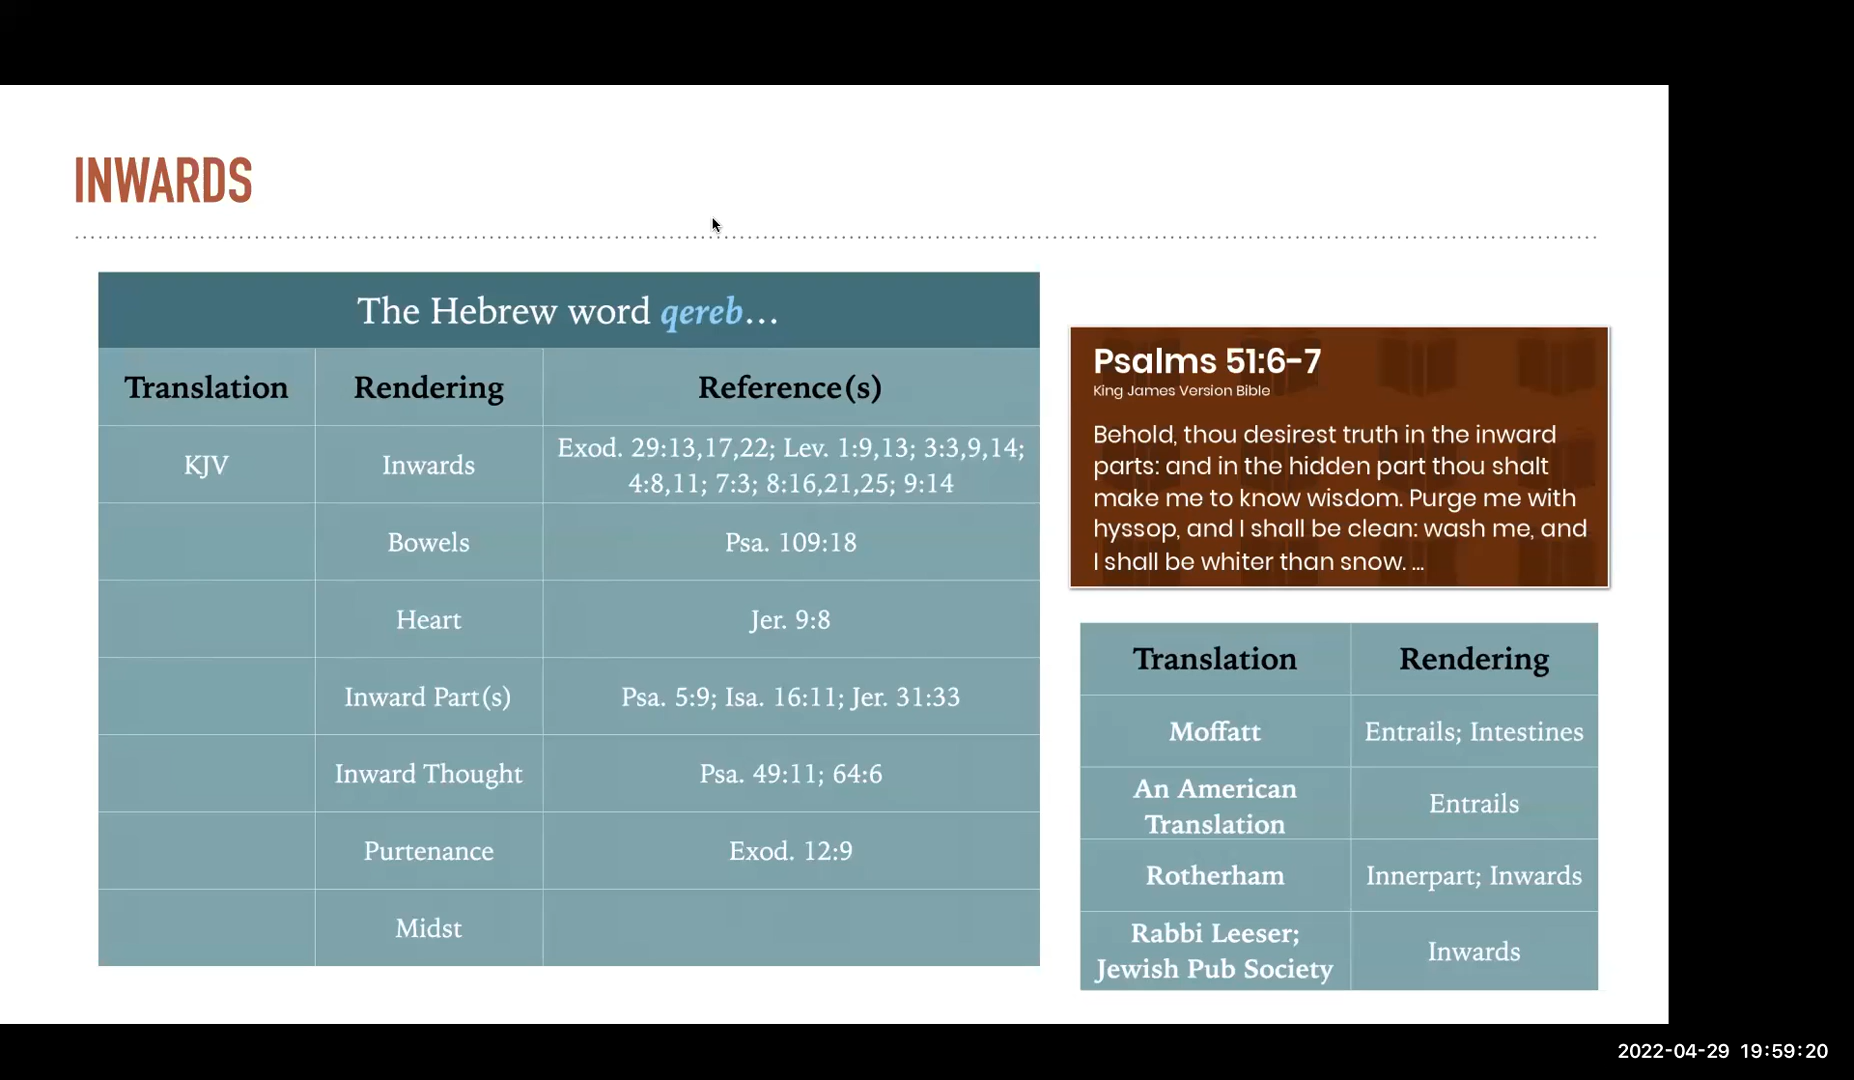 INWARDS
The Hebrew word qereb...
Translation Rendering Reference(s)
KJV Inwards Exod. 29:13,17,22; Lev. 1:9,13; 3:3,9,14;
4:8,11; 7:3; 8:16,21,25; 9:14
Bowels Psa. 109:18
Heart Jer. 9:8
Inward Part(s) Psa. 5:9; Isa. 16:11; Jer. 31:33
Inward Thought Psa. 49:11; 64:6
Purtenance Exod. 12:9
Midst
Psalms 51:6-7
King James Version Bible
Behold, thou desirest truth in the inward
parts: and in the hidden part thou shalt
make me to know wisdom. Purge me with
hyssop, and I shall be clean: wash me, and
I shall be whiter than snow. ...
Translation Rendering
Moffatt Entrails; Intestines
An American
Translation Entrails
Rotherham Innerpart; Inwards
Rabbi Leeser;
Jewish Pub Society Inwards
2022-04-29 19:59:20